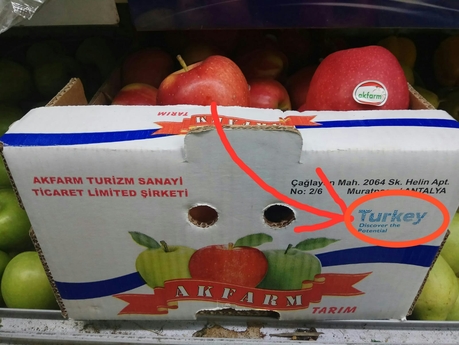 akfarm
AKFARM
TARIM
AKFARM TURİZM SANAYİ
TİCARET LİMİTED ŞİRKETİ
Çağlayan Mah. 2064 Sk. Helin Apt.
No: 2/6 ANTALYA
Turkey
Discover the
Potential
AKFARM
TARIM